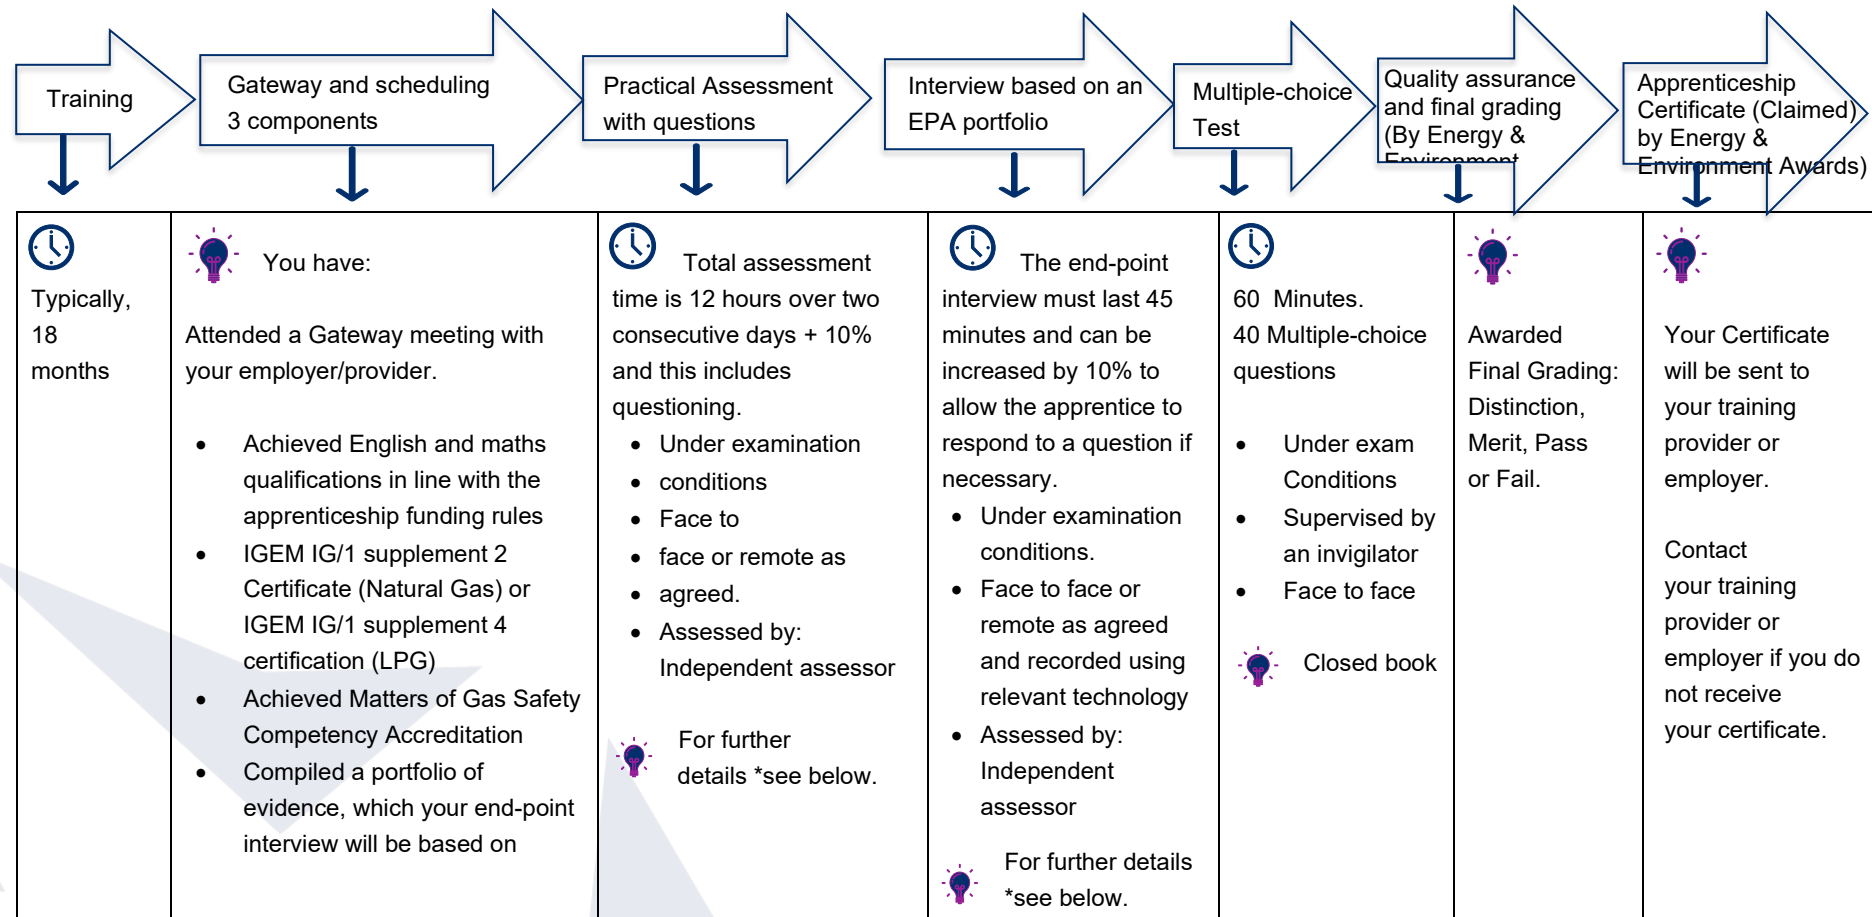 Training
Gateway and scheduling
3 components
Practical Assessment
with questions
Interview based on an
EPA portfolio
Multiple-choice
Test
Quality assurance
and final grading
(By Energy &
Environment
Apprenticeship
Certificate (Claimed)
by Energy &
Environment Awards)
Typically,
18
months
You have:
Attended a Gateway meeting with
your employer/provider.
• Achieved English and maths
qualifications in line with the
apprenticeship funding rules
• IGEM IG/1 supplement 2
Certificate (Natural Gas) or
IGEM IG/1 supplement 4
certification (LPG)
• Achieved Matters of Gas Safety
Competency Accreditation
• Compiled a portfolio of
evidence, which your end-point
interview will be based on
Total assessment
time is 12 hours over two
consecutive days + 10%
and this includes
questioning.
• Under examination
• conditions
• Face to
• face or remote as
• agreed.
• Assessed by:
Independent assessor
For further
details *see below.
The end-point
interview must last 45
minutes and can be
increased by 10% to
allow the apprentice to
respond to a question if
necessary.
• Under examination
conditions.
• Face to face or
remote as agreed
and recorded using
relevant technology
• Assessed by:
Independent
assessor
For further details
*see below.
60 Minutes.
40 Multiple-choice
questions
• Under exam
Conditions
• Supervised by
an invigilator
• Face to face
Closed book
Awarded
Final Grading:
Distinction,
Merit, Pass
or Fail.
Your Certificate
will be sent to
your training
provider or
employer.
Contact
your training
provider or
employer if you do
not receive
your certificate.